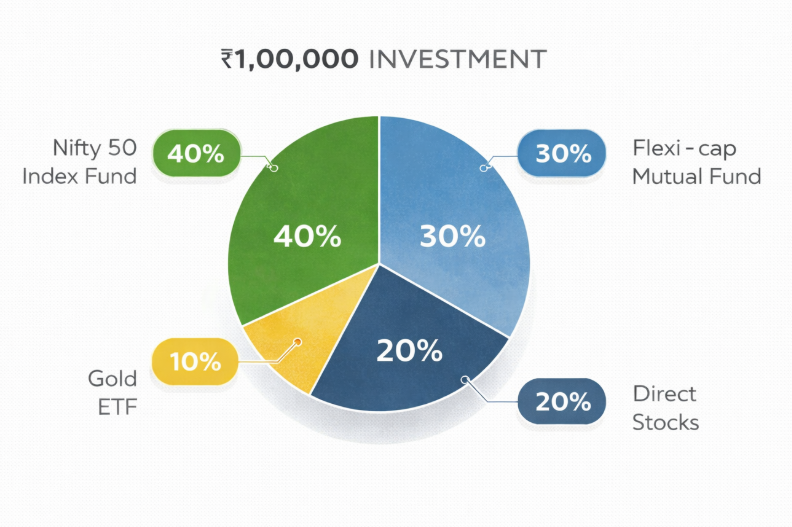 ₹1,00,000 INVESTMENT
Nifty 50
Index Fund
40%
30%
Flexi-cap
Mutual Fund
40%
30%
20%
10%
Gold
ETF
20%
Direct
Stocks